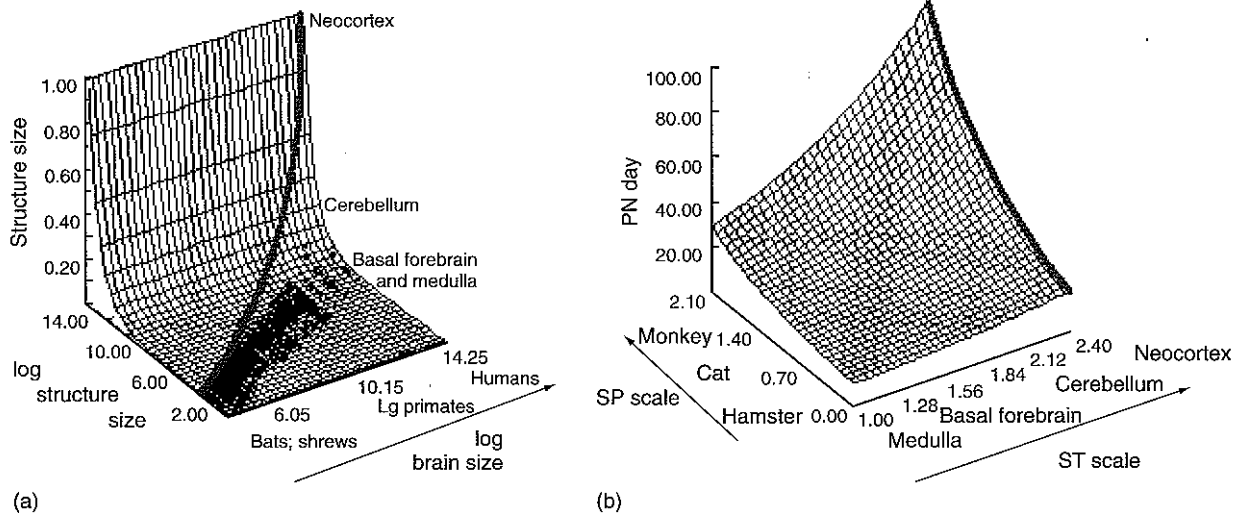 Neocortex
1.00
0.80
0.60
0.40
0.20
Structure size
Cerebellum
Basal forebrain
and medulla
14.00
10.00
6.00
2.00
log
structure
size
14.25
10.15
6.05
Humans
Lg primates
Bats; shrews
log
brain size
(a)
100.00
80.00
60.00
40.00
20.00
PN day
2.10
Monkey 1.40
Cat 0.70
Hamster 0.00
SP scale
1.00
1.28
1.56
1.84
2.12
2.40
Neocortex
Cerebellum
Basal forebrain
Medulla
ST scale
(b)